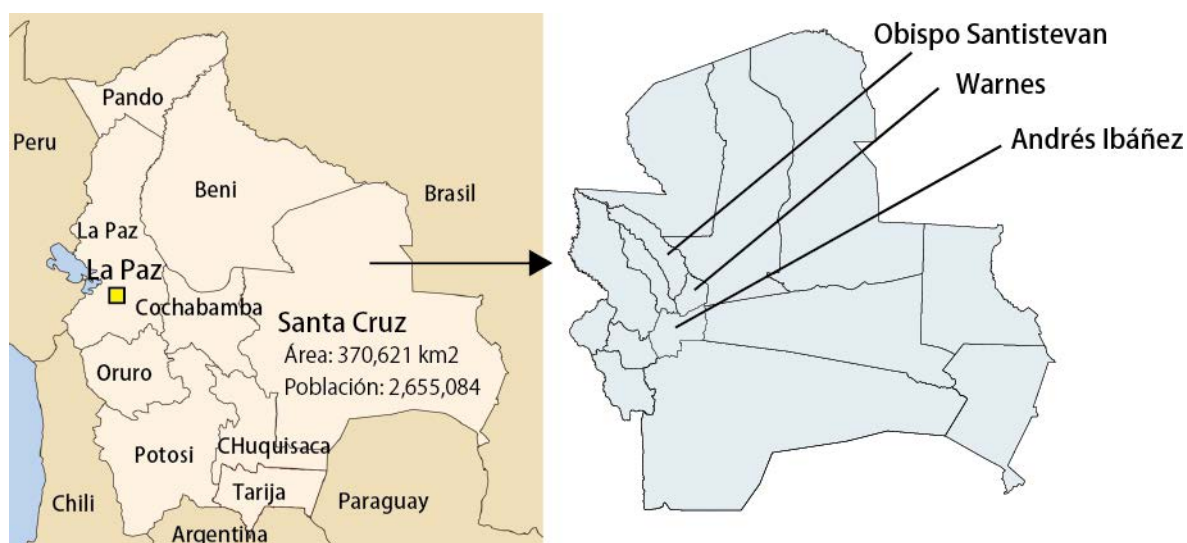 Pando
Peru
Beni
Brasil
La Paz
La Paz
Cochabamba
Santa Cruz
Área: 370,621 km2
Población: 2,655,084
Oruro
Potosi
CHuquisaca
Tarija
Chili
Paraguay
Argentina
Obispo Santistevan
Warnes
Andrés Ibáñez